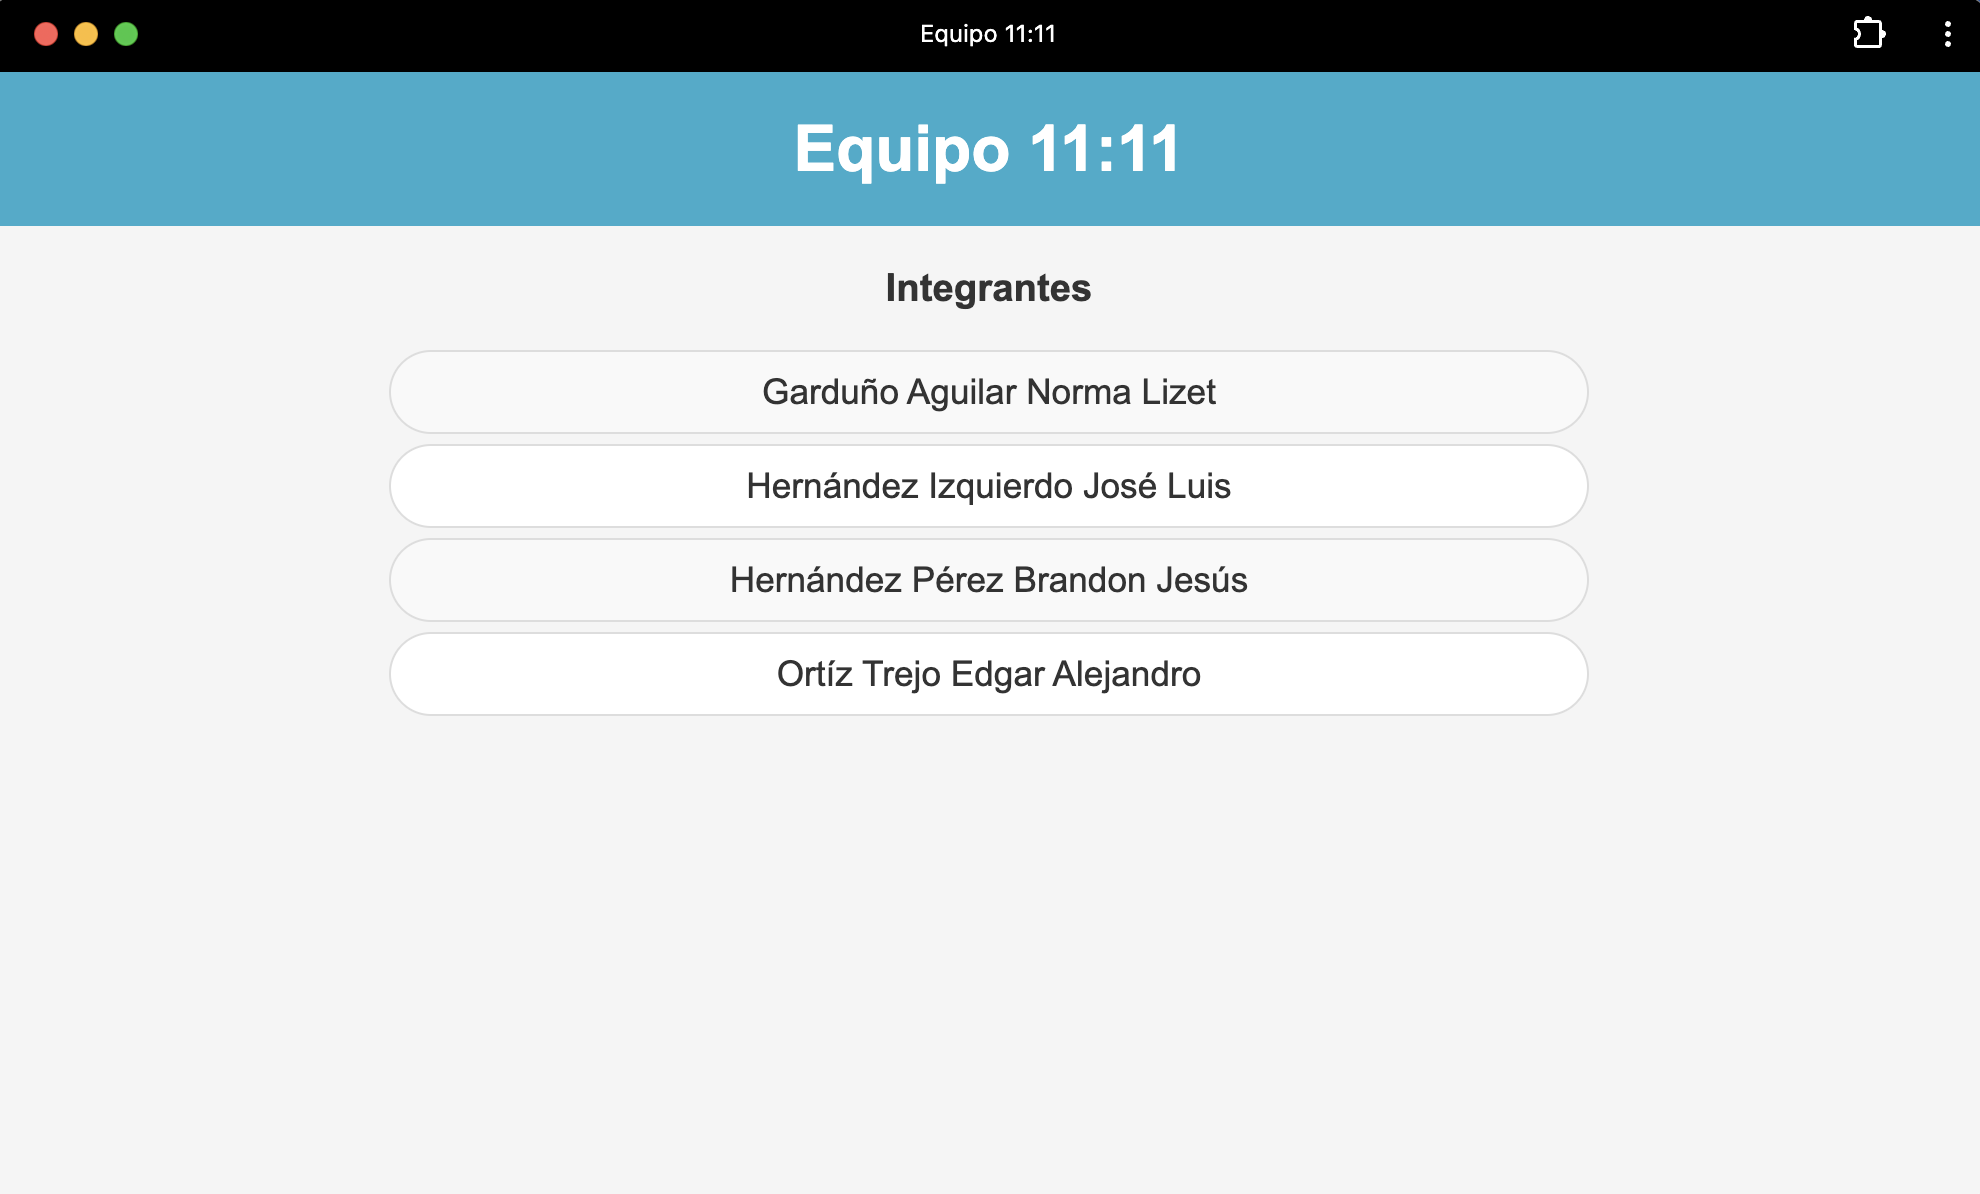 Equipo 11:11
Equipo 11:11
Integrantes
Garduño Aguilar Norma Lizet
Hernández Izquierdo José Luis
Hernández Pérez Brandon Jesús
Ortíz Trejo Edgar Alejandro